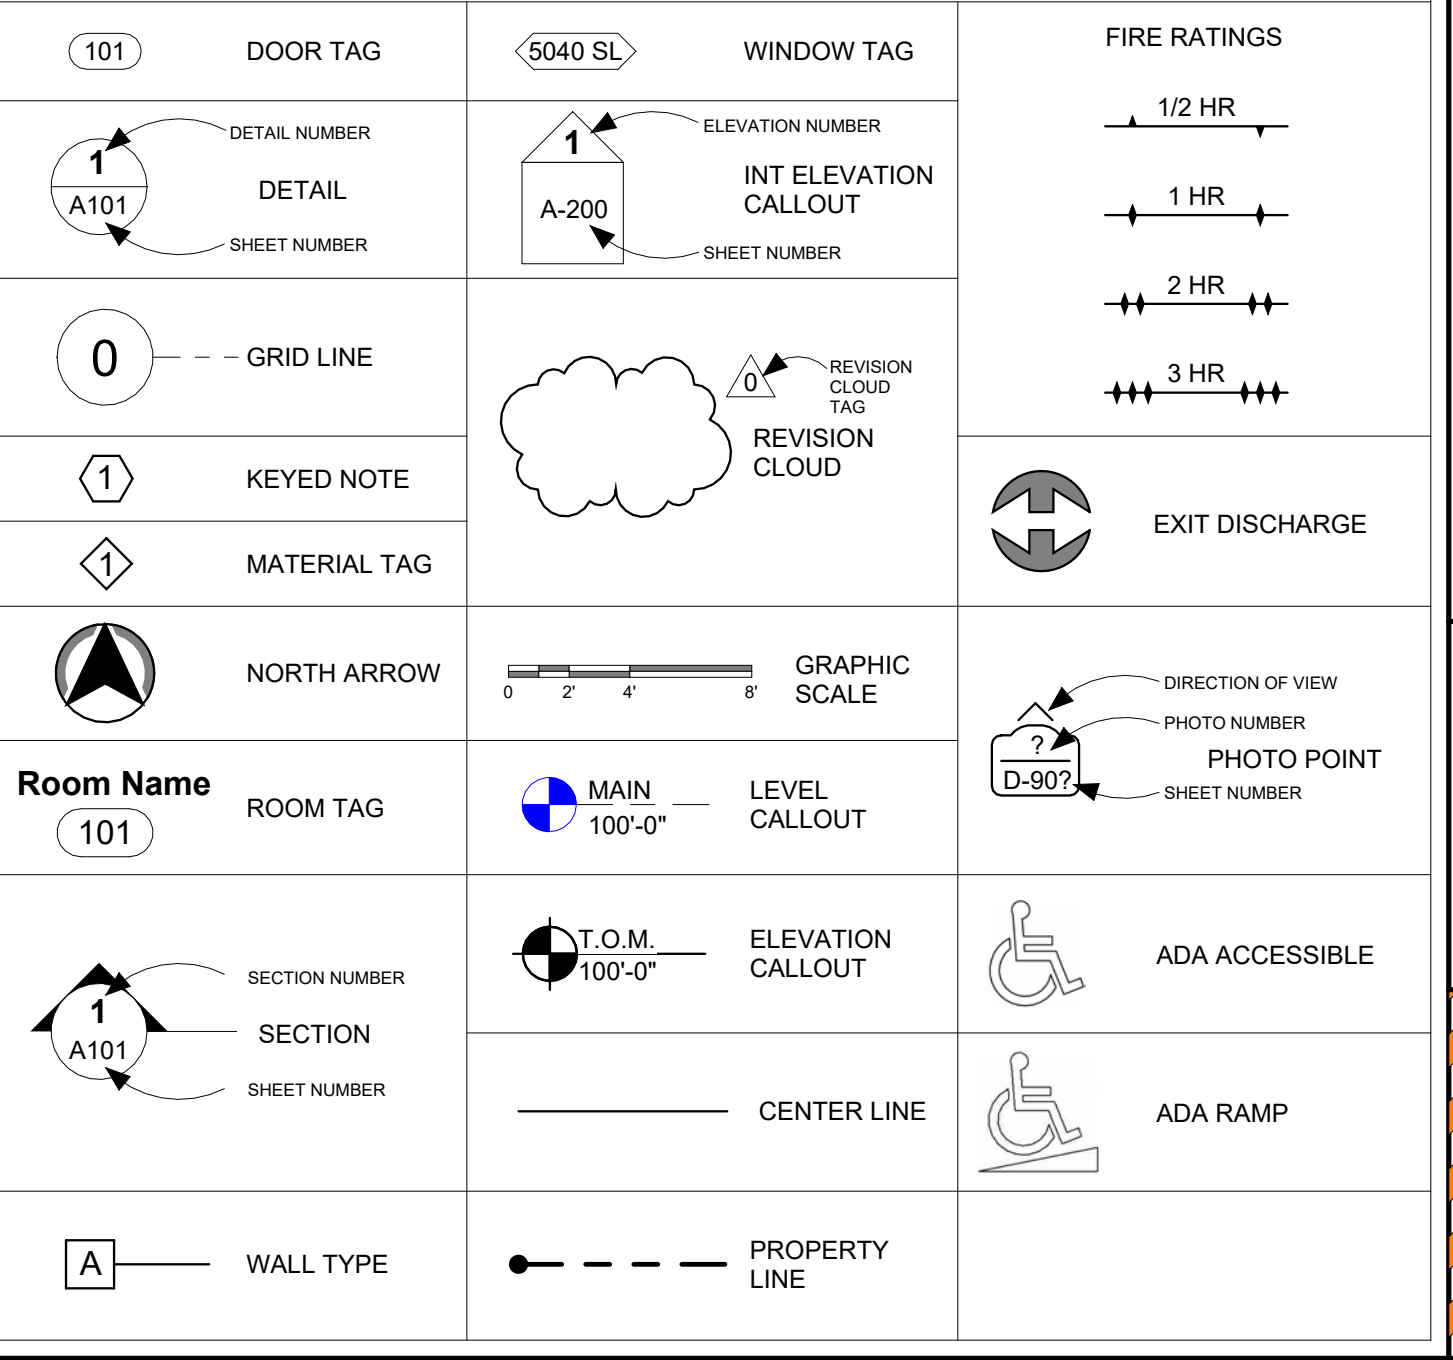 101
DOOR TAG
5040 SL
WINDOW TAG
FIRE RATINGS
1/2 HR
1 HR
2 HR
3 HR
1
A101
DETAIL NUMBER
DETAIL
SHEET NUMBER
1
A-200
ELEVATION NUMBER
INT ELEVATION
CALLOUT
SHEET NUMBER
0
GRID LINE
0
REVISION
CLOUD
TAG
REVISION
CLOUD
1
KEYED NOTE
EXIT DISCHARGE
1
MATERIAL TAG
NORTH ARROW
0 2' 4' 8'
GRAPHIC
SCALE
DIRECTION OF VIEW
PHOTO NUMBER
?
D-90?
PHOTO POINT
SHEET NUMBER
Room Name
101
ROOM TAG
MAIN
100'-0"
LEVEL
CALLOUT
T.O.M.
100'-0"
ELEVATION
CALLOUT
ADA ACCESSIBLE
SECTION NUMBER
1
A101
SECTION
SHEET NUMBER
CENTER LINE
ADA RAMP
A
WALL TYPE
PROPERTY
LINE